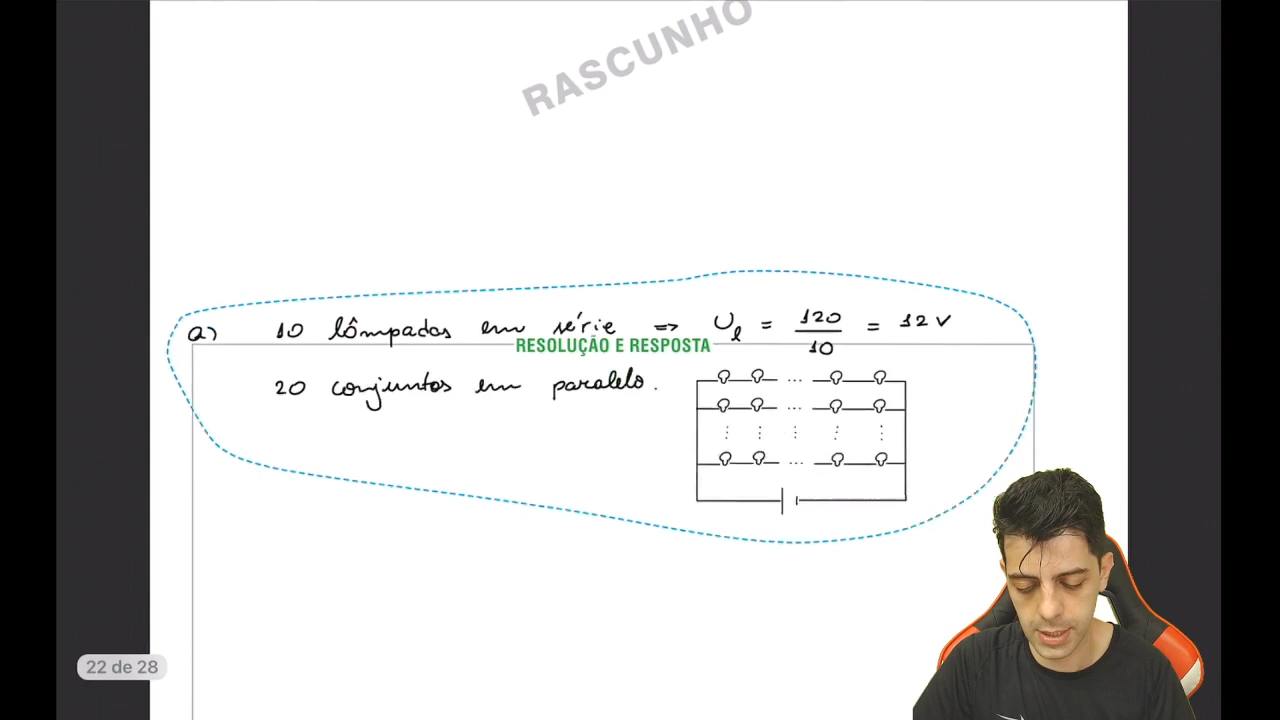 RASCUNHO
a) 10 lâmpadas em série => Uℓ = 120/10 = 12 V
RESOLUÇÃO E RESPOSTA
20 conjuntos em paralelo.
22 de 28